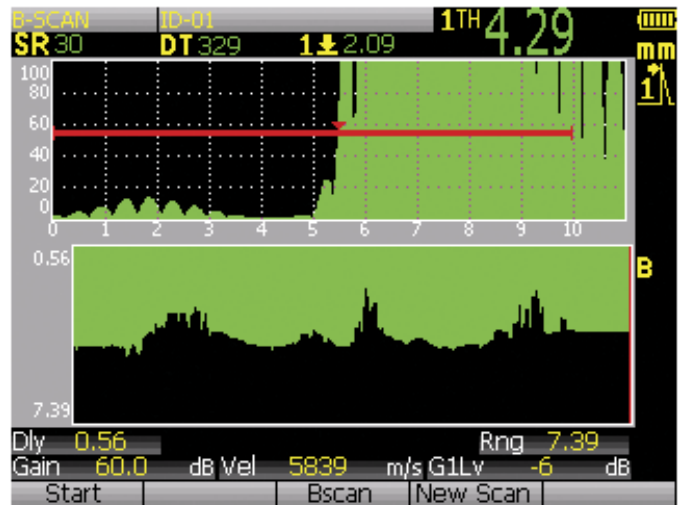 B-SCAN ID-01 1TH 4.29
SR 30 DT 329 1 2.09 mm
100
80
60
40
20
0
0 1 2 3 4 5 6 7 8 9 10
1
0.56
B
7.39
Dly 0.56 Rng 7.39
Gain 60.0 dB Vel 5839 m/s G1Lv -6 dB
Start Bscan New Scan